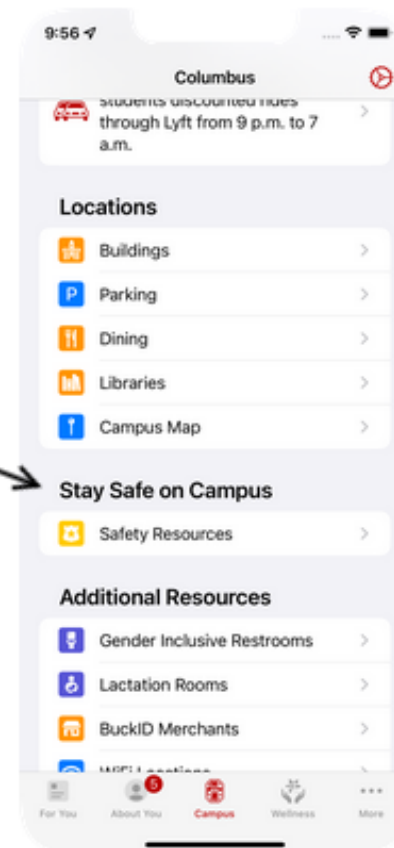 9:56
Columbus
students discounted rides
through Lyft from 9 p.m. to 7
a.m.
Locations
Buildings
P Parking
Dining
Libraries
Campus Map
Stay Safe on Campus
Safety Resources
Additional Resources
Gender Inclusive Restrooms
Lactation Rooms
BuckID Merchants
WiFi Locations
5
For You About You Campus Wellness More